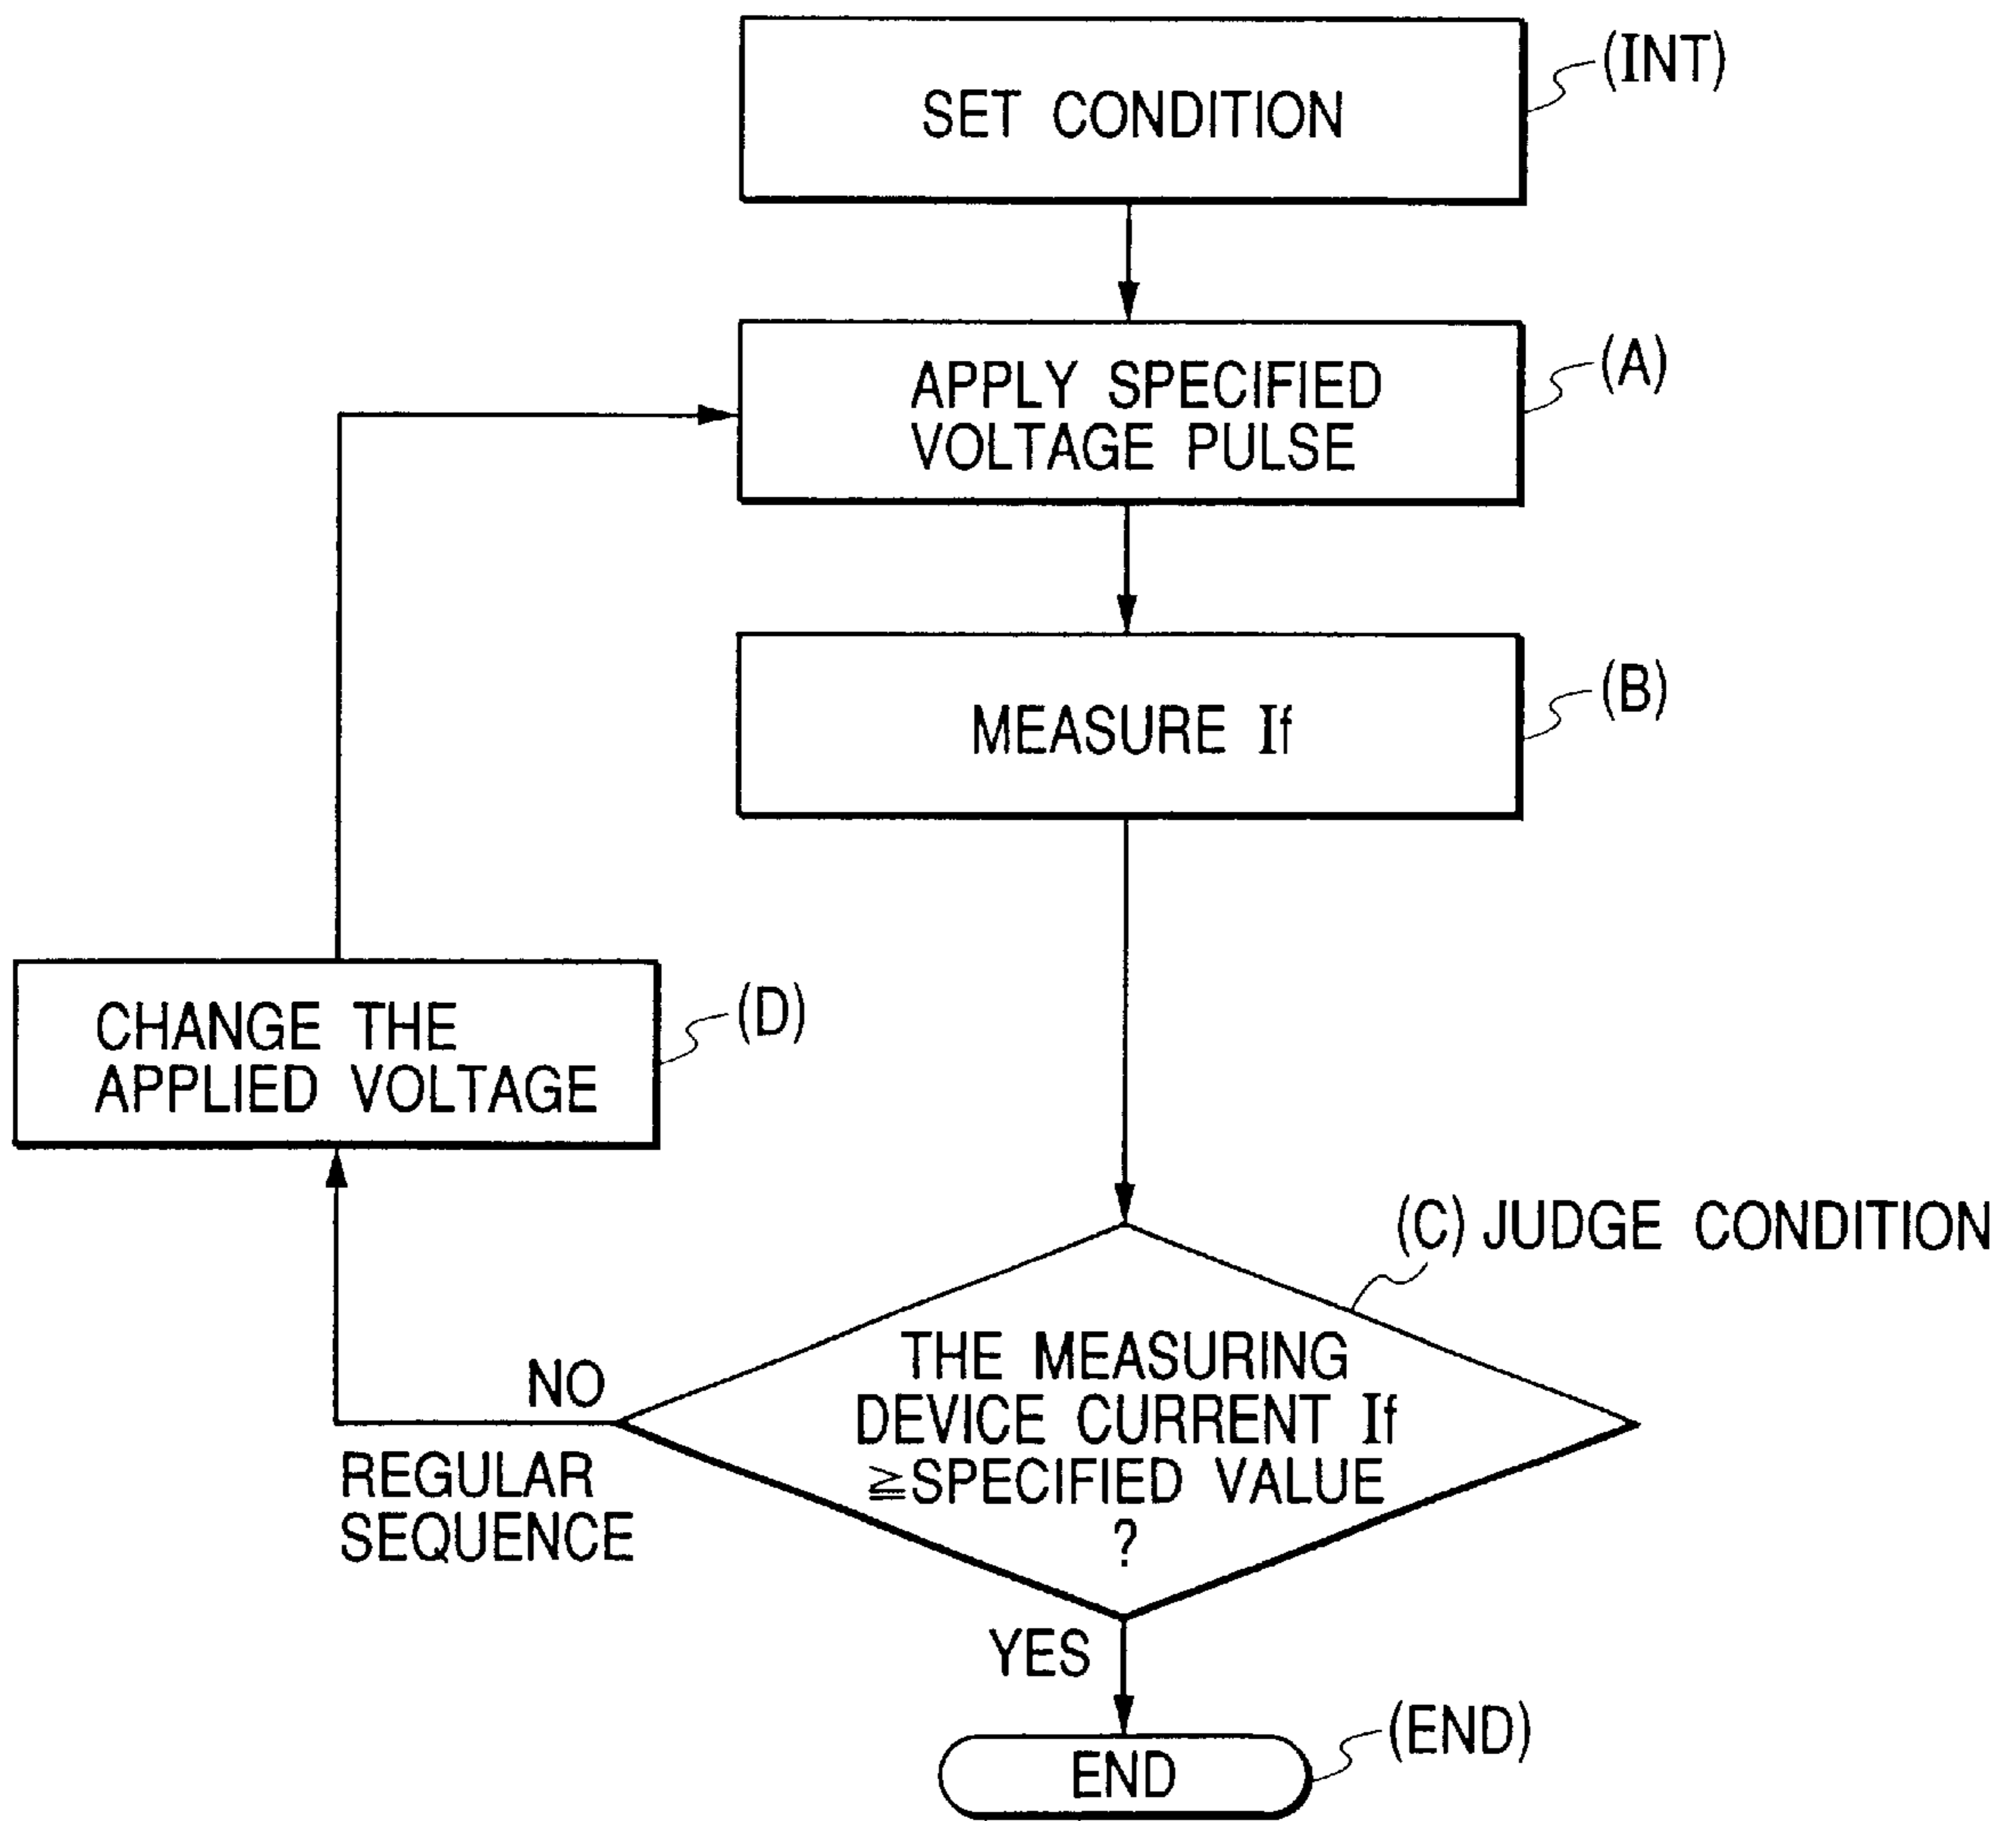 SET CONDITION
(INT)
APPLY SPECIFIED
VOLTAGE PULSE
(A)
MEASURE If
(B)
CHANGE THE
APPLIED VOLTAGE
(D)
(C) JUDGE CONDITION
THE MEASURING
DEVICE CURRENT If
≧SPECIFIED VALUE
?
NO
REGULAR
SEQUENCE
YES
END
(END)